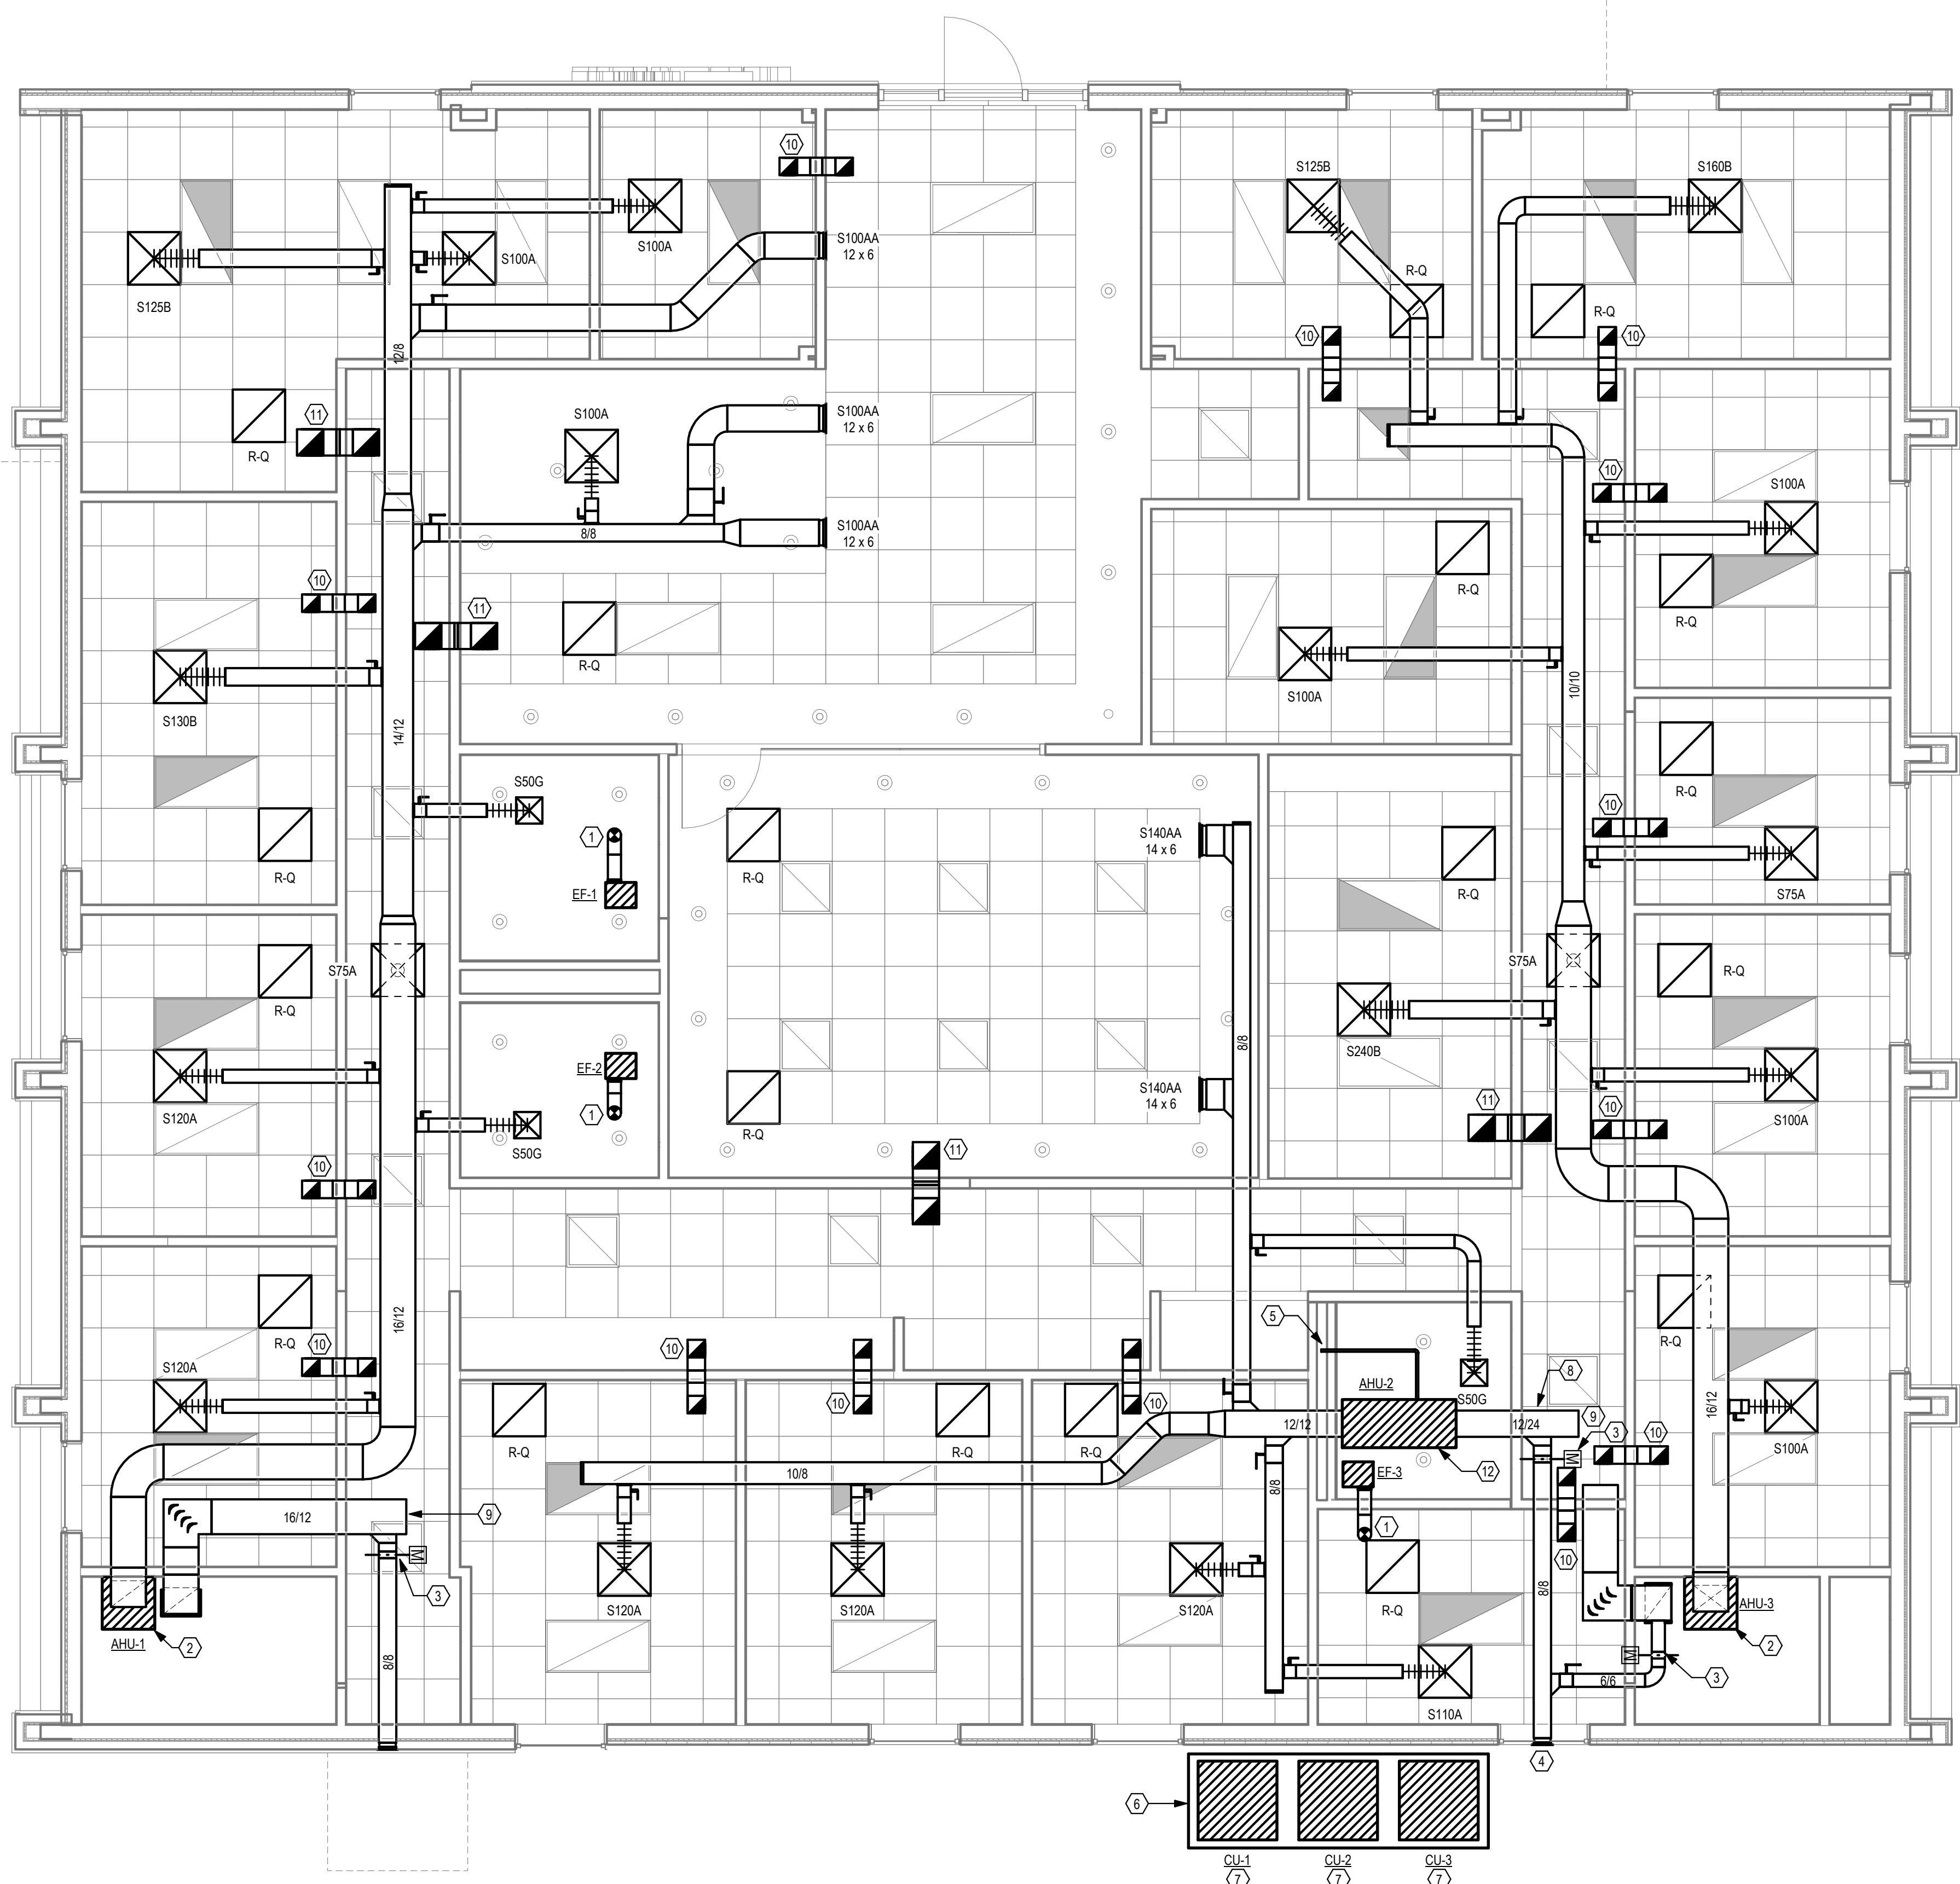 10
S125B
S160B
S100A
S100AA
12 x 6
S100A
S125B
R-Q
R-Q
10
10
12/8
11
R-Q
S100A
S100AA
12 x 6
10
S100A
S100AA
12 x 6
8/8
R-Q
10
11
R-Q
R-Q
S130B
S100A
14/12
10/10
R-Q
S50G
1
EF-1
R-Q
S140AA
14 x 6
R-Q
R-Q
10
S75A
S75A
S75A
R-Q
R-Q
EF-2
1
S50G
S120A
8/8
S240B
S140AA
14 x 6
R-Q
11
10
S100A
11
10
16/12
R-Q
10
S120A
5
R-Q
16/12
10
10
10
AHU-2
S50G
8
R-Q
R-Q
R-Q
12/12
12/24
9
3
M
10
S100A
10/8
8/8
EF-3
12
16/12
9
1
M
3
10
S120A
S120A
S120A
R-Q
8/8
AHU-1
2
AHU-3
2
8/8
M
3
6/6
S110A
4
6
CU-1
CU-2
CU-3
7
7
7